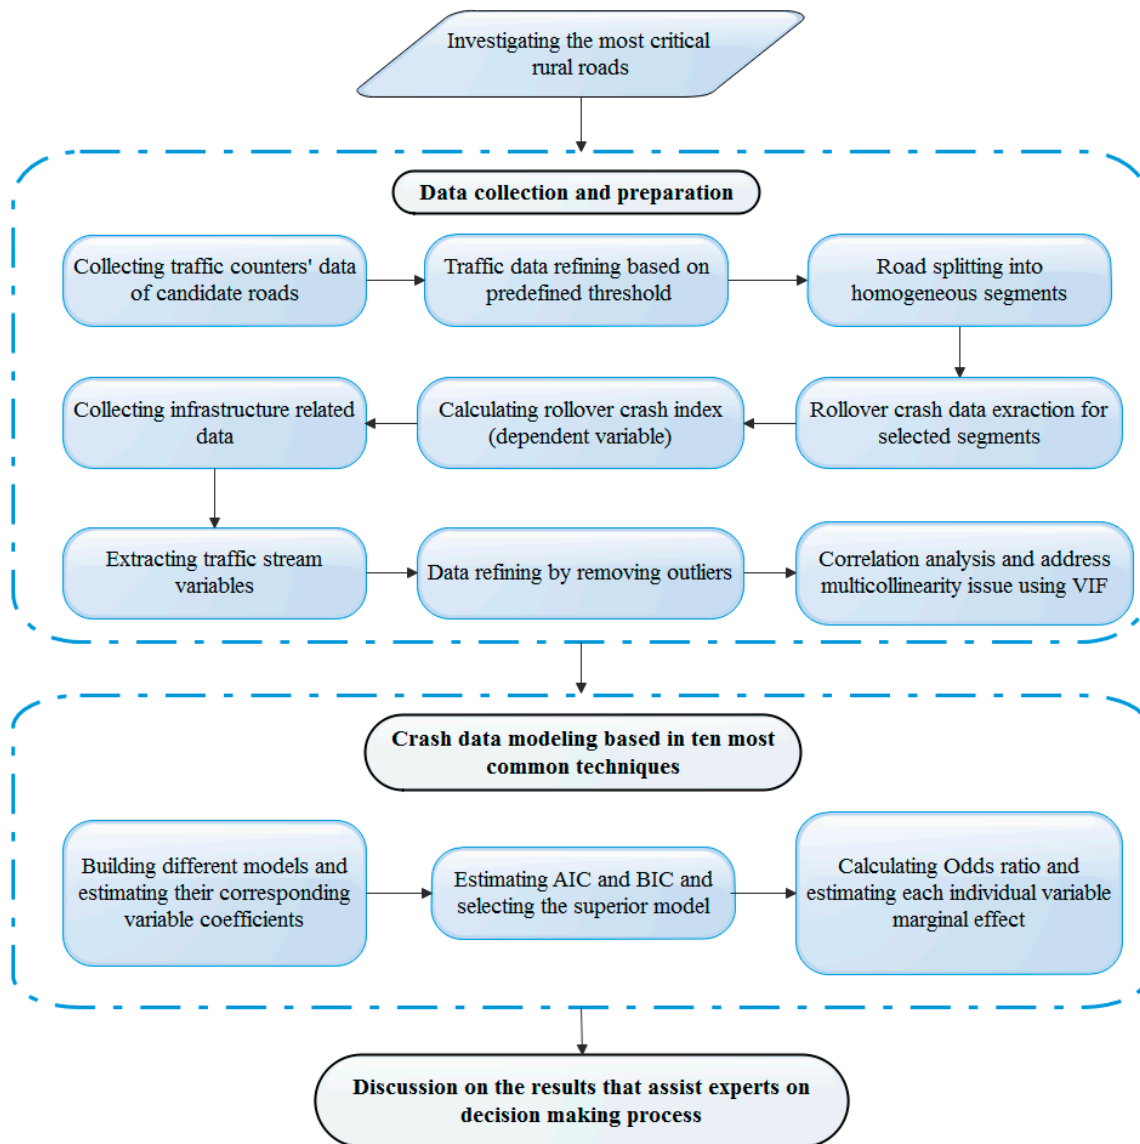 Investigating the most critical
rural roads
Data collection and preparation
Collecting traffic counters' data
of candidate roads
Traffic data refining based on
predefined threshold
Road splitting into
homogeneous segments
Rollover crash data exraction for
selected segments
Calculating rollover crash index
(dependent variable)
Collecting infrastructure related
data
Extracting traffic stream
variables
Data refining by removing outliers
Correlation analysis and address
multicollinearity issue using VIF
Crash data modeling based in ten most
common techniques
Building different models and
estimating their corresponding
variable coefficients
Estimating AIC and BIC and
selecting the superior model
Calculating Odds ratio and
estimating each individual variable
marginal effect
Discussion on the results that assist experts on
decision making process